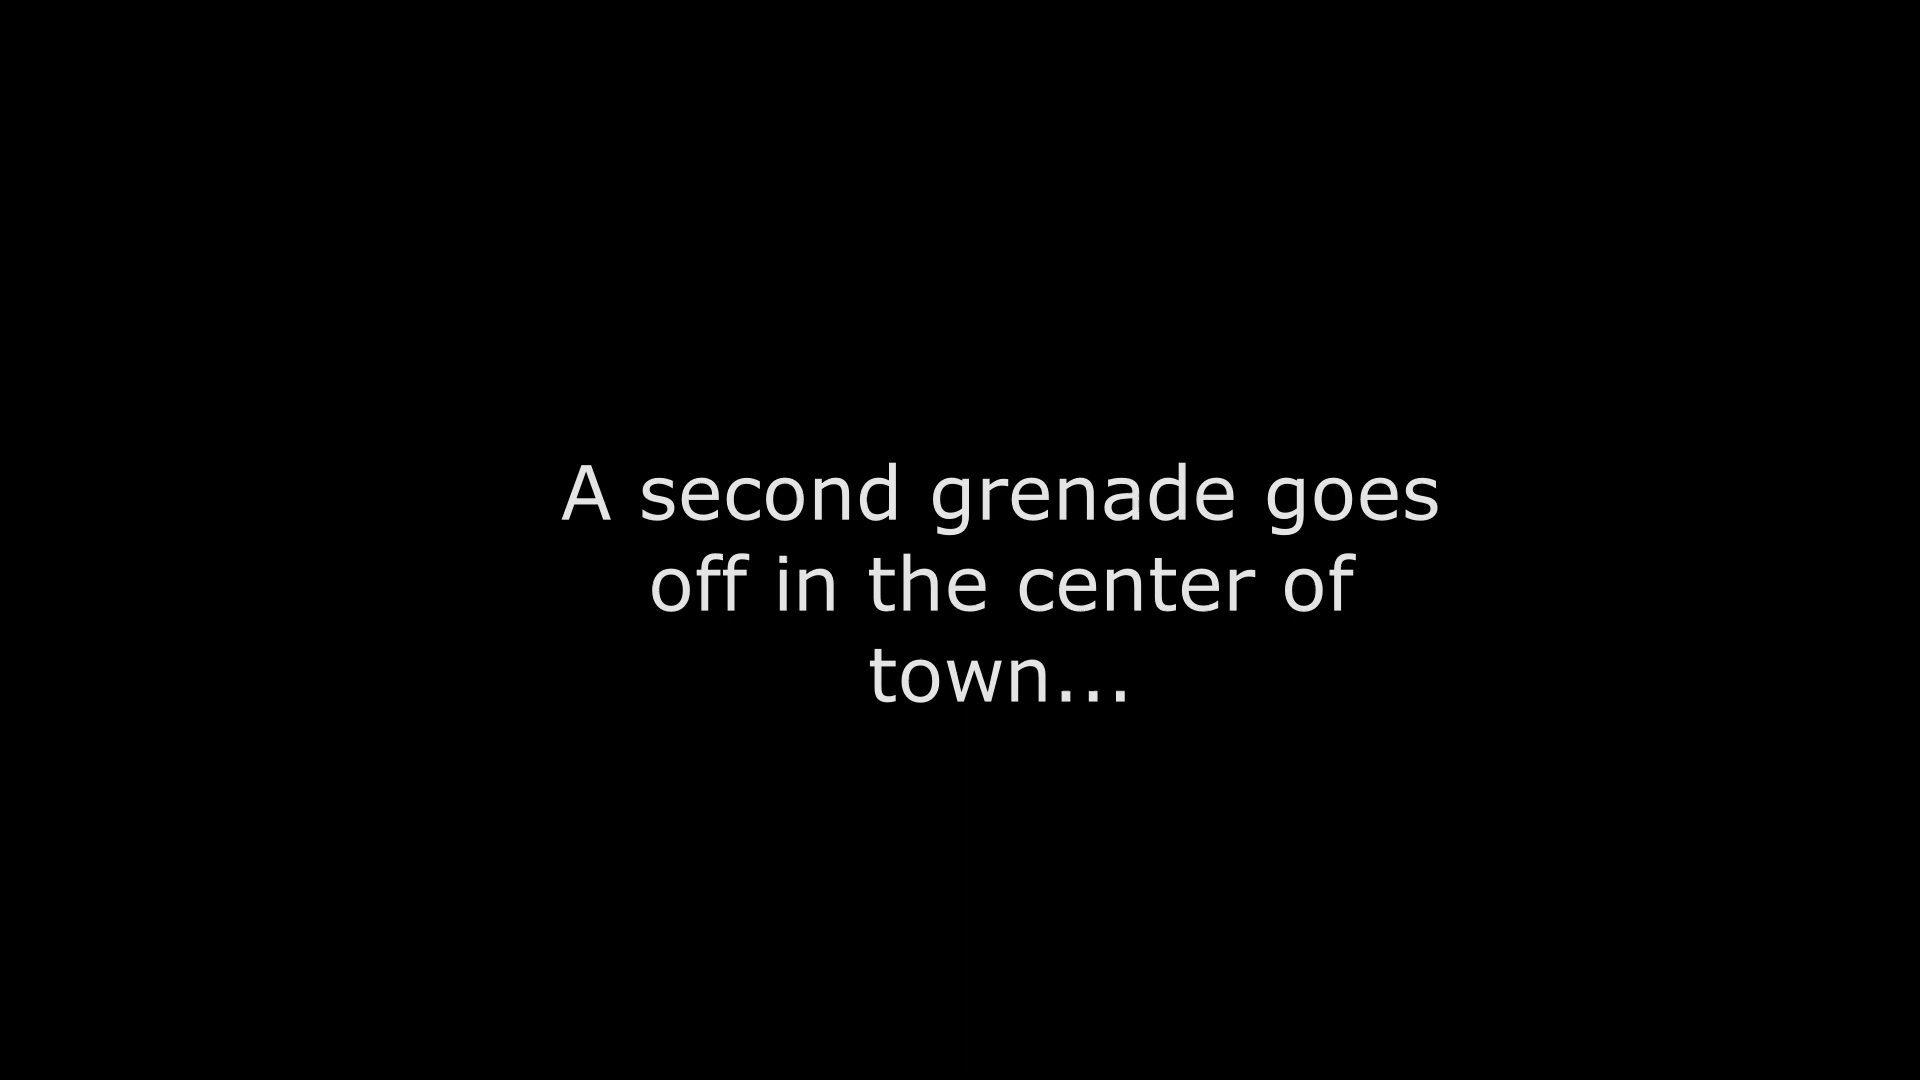 A second grenade goes
off in the center of
town...